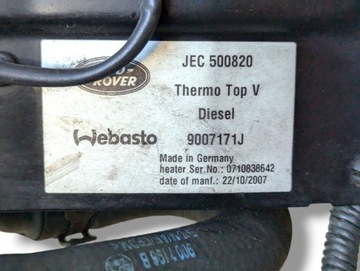 JEC 500820
ROVER
Thermo Top V
Diesel
Webasto 9007171J
Made in Germany
heater Ser.No.: 0710838642
date of manf.: 22/10/2007